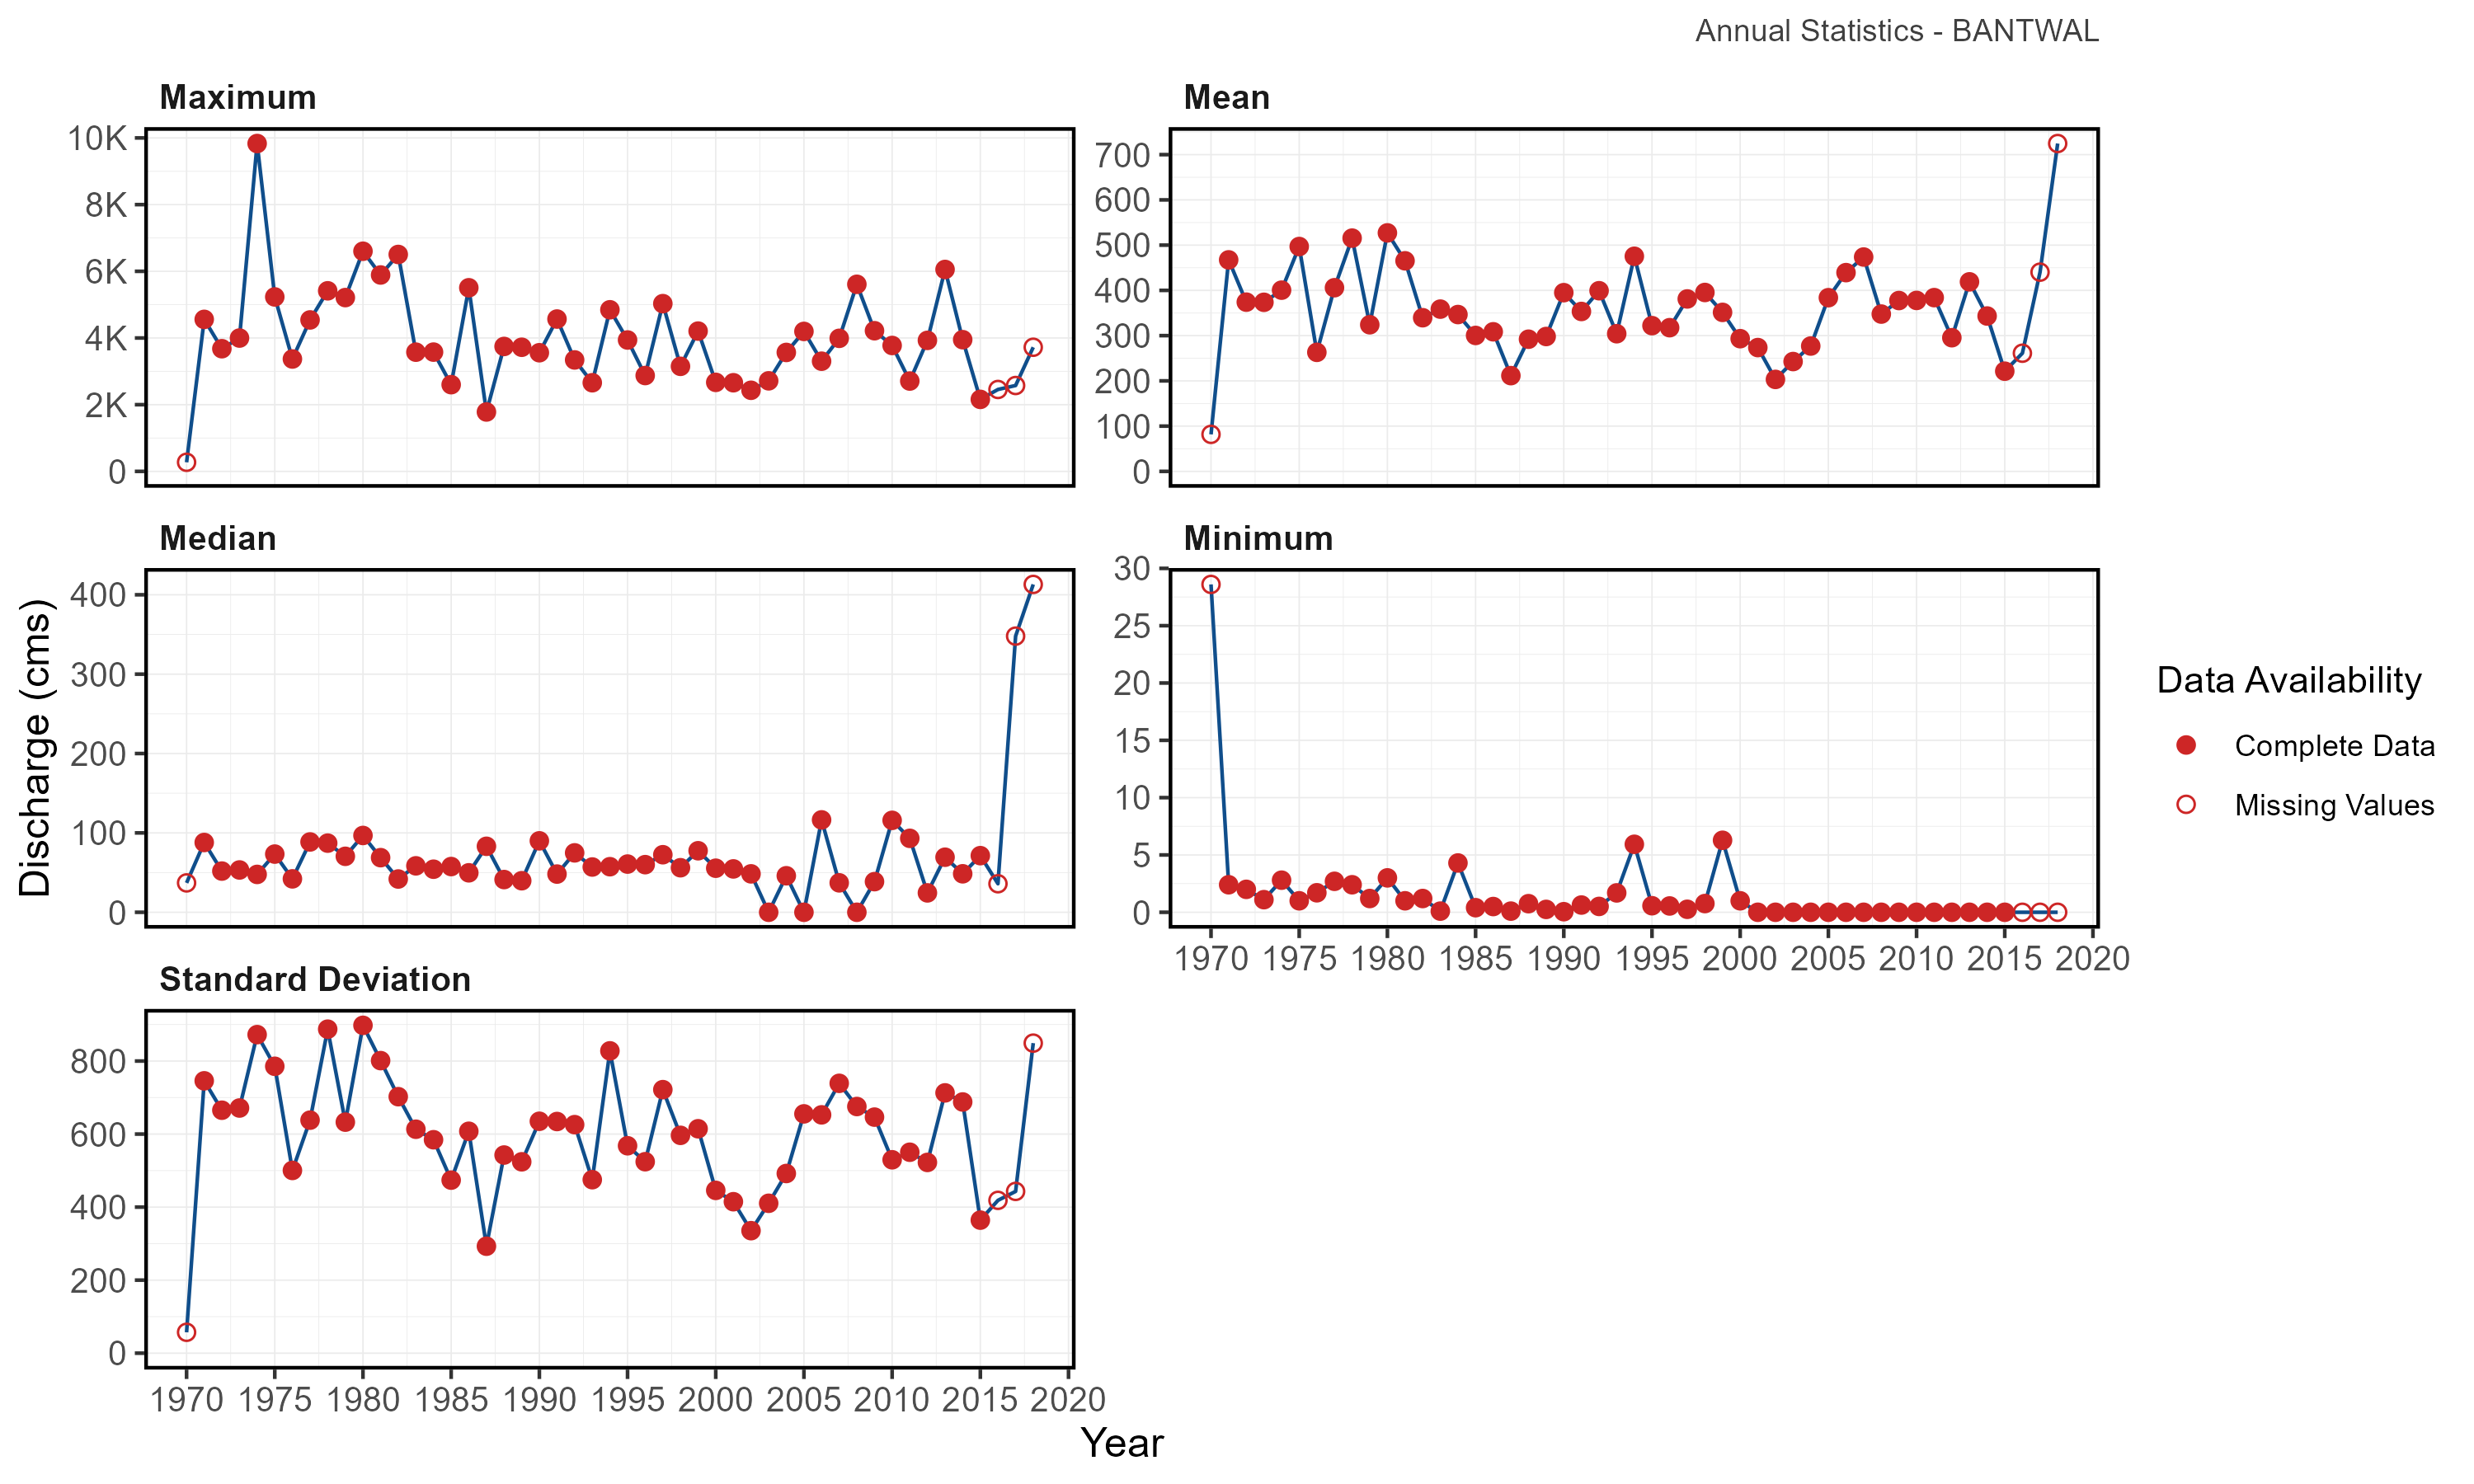 Annual Statistics - BANTWAL
Maximum
10K
8K
6K
4K
2K
0
Mean
700
600
500
400
300
200
100
0
Discharge (cms)
Median
400
300
200
100
0
Minimum
30
25
20
15
10
5
0
1970 1975 1980 1985 1990 1995 2000 2005 2010 2015 2020
Data Availability
Complete Data
Missing Values
Standard Deviation
800
600
400
200
0
1970 1975 1980 1985 1990 1995 2000 2005 2010 2015 2020
Year